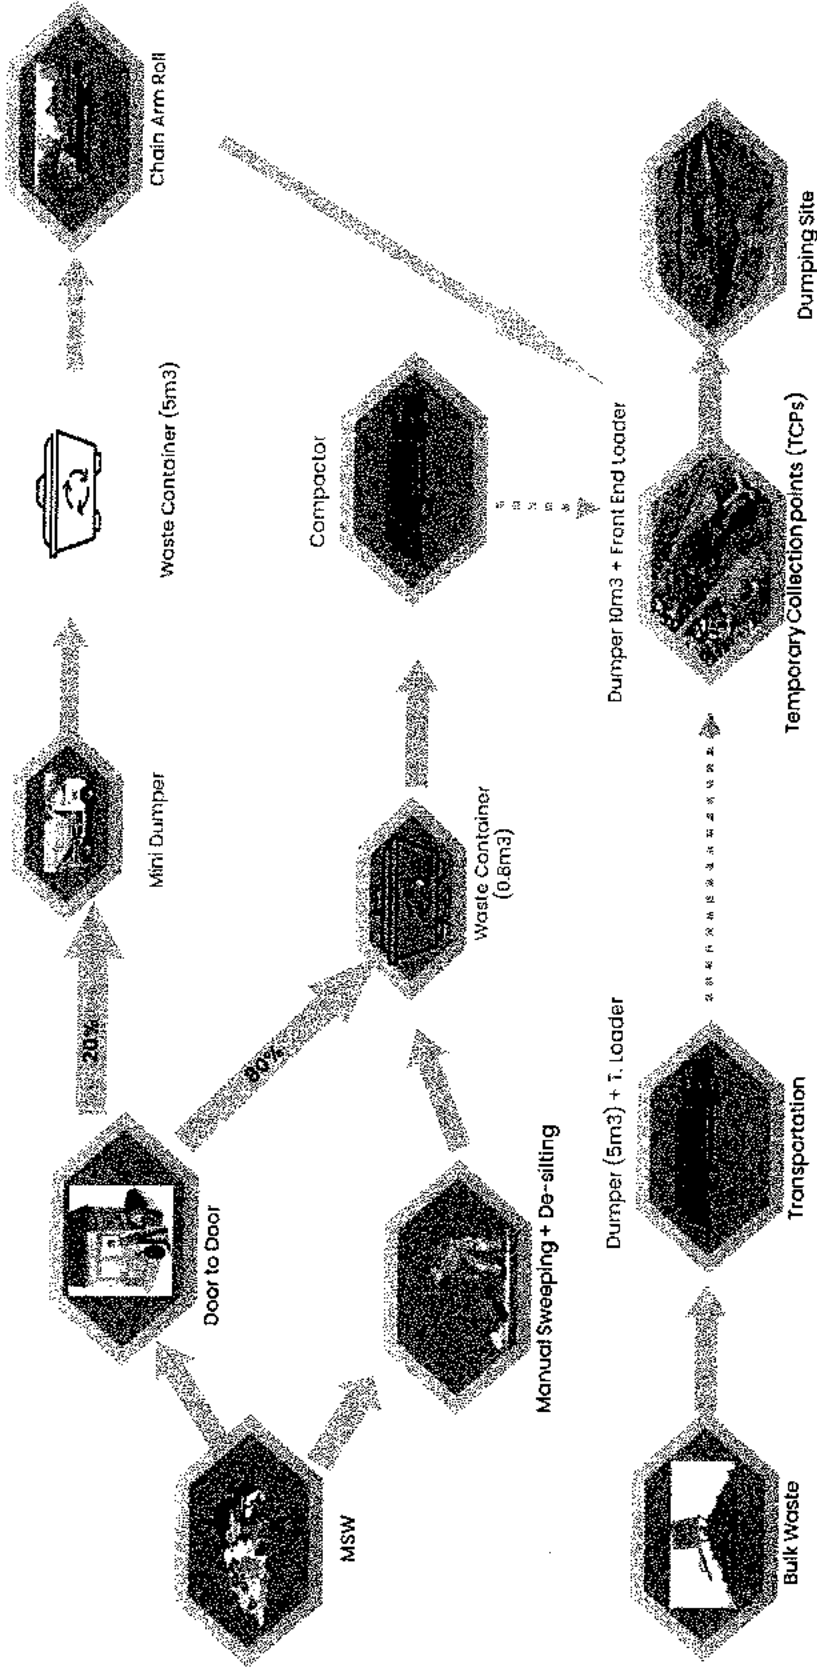 MSW
Door to Door
20%
80%
Mini Dumper
Waste Container (5m3)
Chain Arm Roll
Manual Sweeping + De-silting
Waste Container
(0.8m3)
Compactor
Bulk Waste
Dumper (5m3) + T. Loader
Transportation
Dumper 10m3 + Front End Loader
Temporary Collection points (TCPs)
Dumping Site